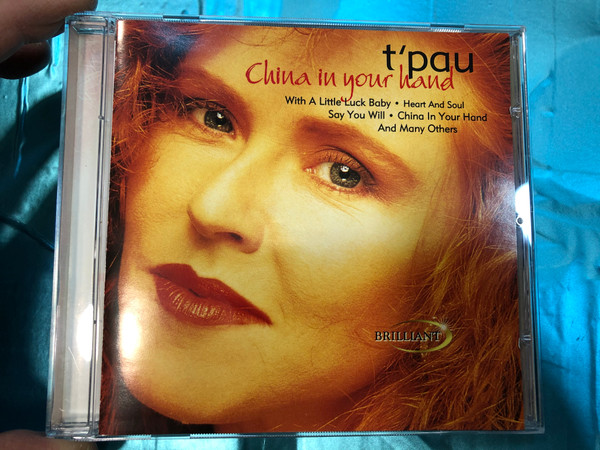 t'pau
China in your hand
With A Little Luck Baby • Heart And Soul
Say You Will • China In Your Hand
And Many Others
BRILLIANT